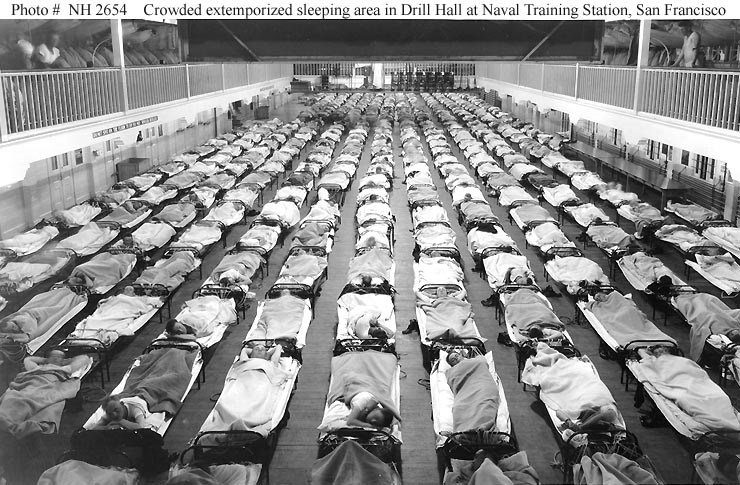 Photo # NH 2654 Crowded extemporized sleeping area in Drill Hall at Naval Training Station, San Francisco